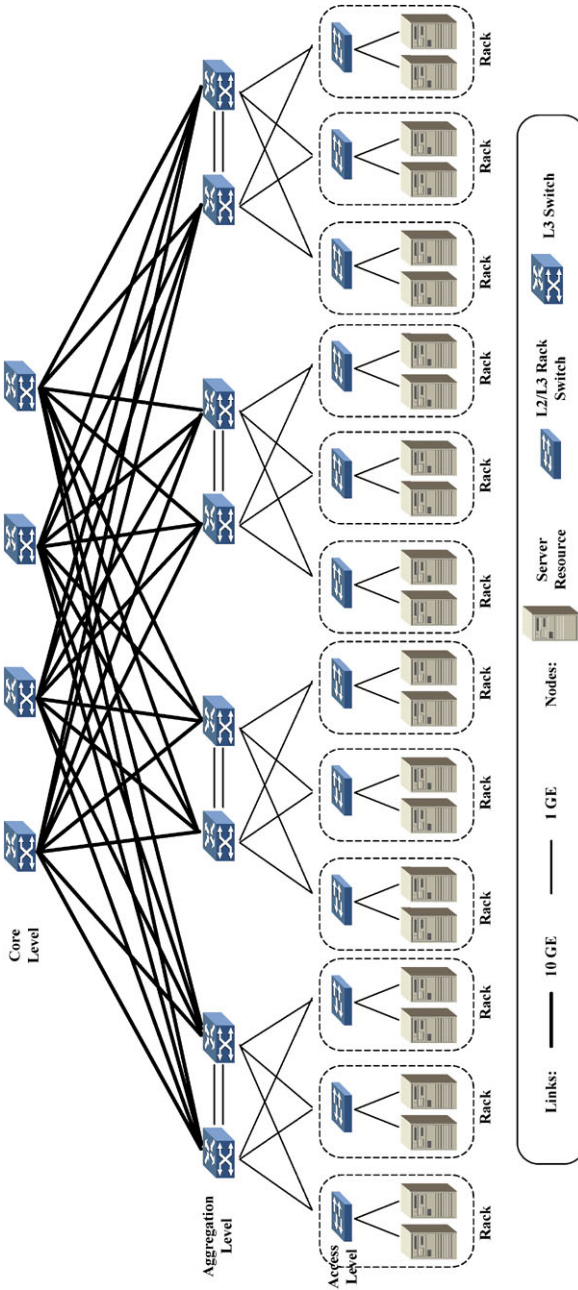 Core
Level
Aggregation
Level
Access
Level
Rack
Rack
Rack
Rack
Rack
Rack
Rack
Rack
Rack
Rack
Rack
Rack
Links:
10 GE
1 GE
Nodes:
Server
Resource
L2/L3 Rack
Switch
L3 Switch